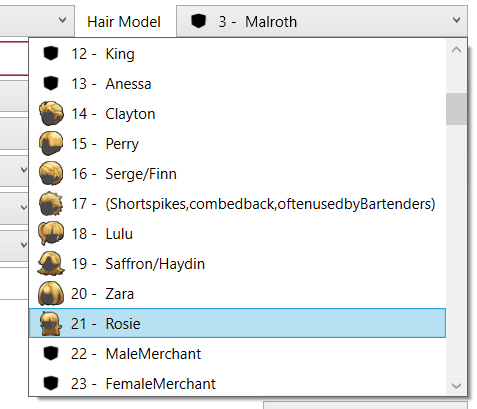 Hair Model
3 - Malroth
12 - King
13 - Anessa
14 - Clayton
15 - Perry
16 - Serge/Finn
17 - (Shortspikes,combedback,oftenusedbyBartenders)
18 - Lulu
19 - Saffron/Haydin
20 - Zara
21 - Rosie
22 - MaleMerchant
23 - FemaleMerchant